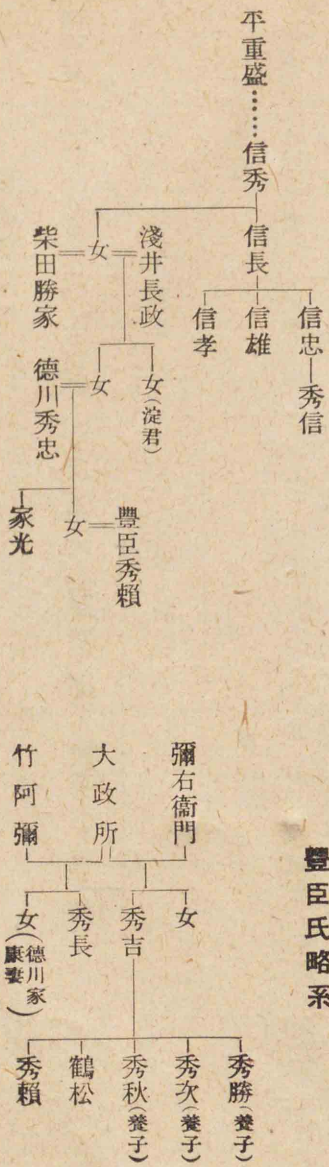 平重盛……信秀
信長
信忠―秀信
信雄
信孝
淺井長政
女
柴田勝家
女(淀君)
女
德川秀忠
豐臣秀賴
女
家光
豐臣氏略系
彌右衞門
大政所
竹阿彌
女
秀吉
秀長
女(德川家康妻)
秀勝(養子)
秀次(養子)
秀秋(養子)
鶴松
秀賴